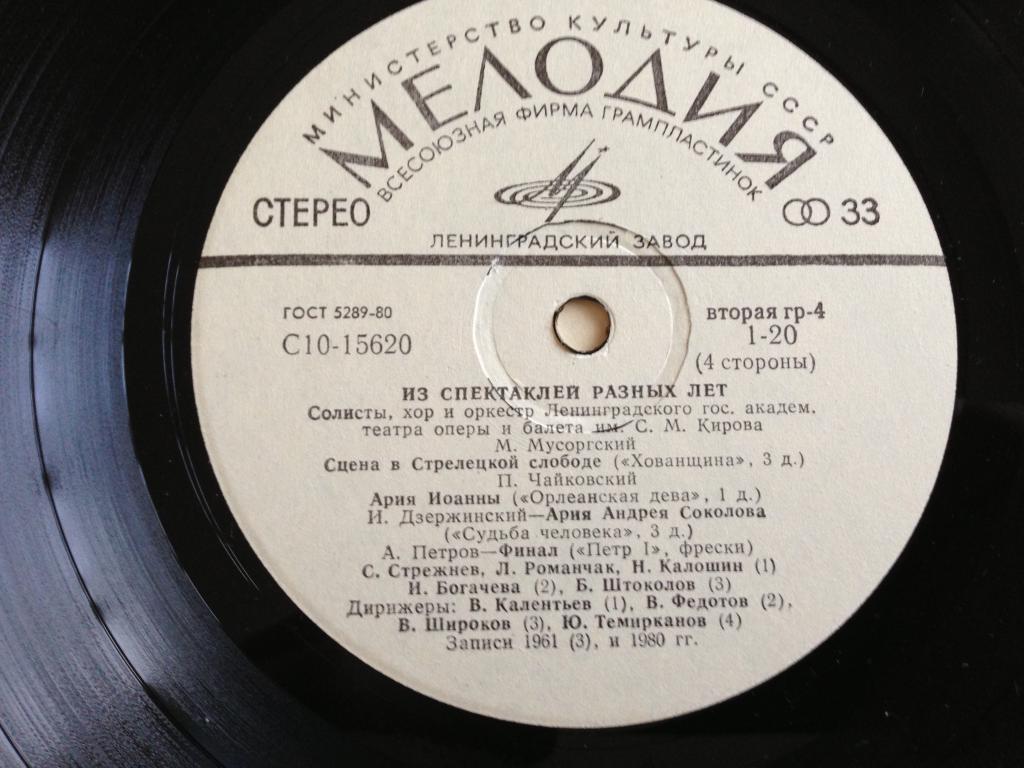 МИНИСТЕРСТВО КУЛЬТУРЫ СССР
МЕЛОДИЯ
ВСЕСОЮЗНАЯ ФИРМА ГРАМПЛАСТИНОК
СТЕРЕО
33
ЛЕНИНГРАДСКИЙ ЗАВОД
ГОСТ 5289-80
С10-15620
вторая гр-4
1-20
(4 стороны)
ИЗ СПЕКТАКЛЕЙ РАЗНЫХ ЛЕТ
Солисты, хор и оркестр Ленинградского гос. академ.
театра оперы и балета им. С. М. Кирова
М. Мусоргский
Сцена в Стрелецкой слободе («Хованщина», 3 д.)
П. Чайковский
Ария Иоанны («Орлеанская дева», 1 д.)
И. Дзержинский—Ария Андрея Соколова
(«Судьба человека», 3 д.)
А. Петров—Финал («Петр I», фрески)
С. Стрежнев, Л. Романчак, Н. Калошин (1)
И. Богачева (2), Б. Штоколов (3)
Дирижеры: В. Калентьев (1), В. Федотов (2),
В. Широков (3), Ю. Темирканов (4)
Записи 1961 (3), и 1980 гг.